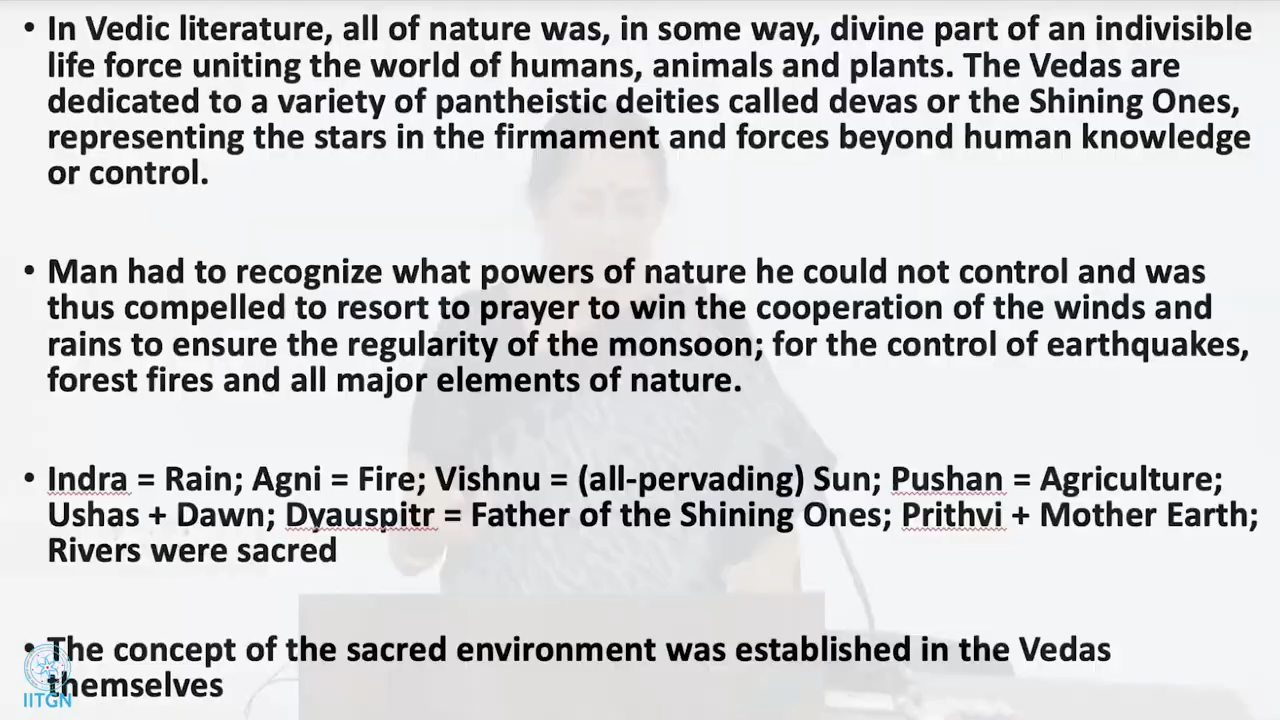 • In Vedic literature, all of nature was, in some way, divine part of an indivisible
life force uniting the world of humans, animals and plants. The Vedas are
dedicated to a variety of pantheistic deities called devas or the Shining Ones,
representing the stars in the firmament and forces beyond human knowledge
or control.
• Man had to recognize what powers of nature he could not control and was
thus compelled to resort to prayer to win the cooperation of the winds and
rains to ensure the regularity of the monsoon; for the control of earthquakes,
forest fires and all major elements of nature.
• Indra = Rain; Agni = Fire; Vishnu = (all-pervading) Sun; Pushan = Agriculture;
Ushas + Dawn; Dyauspitr = Father of the Shining Ones; Prithvi + Mother Earth;
Rivers were sacred
• The concept of the sacred environment was established in the Vedas
themselves
IITGN